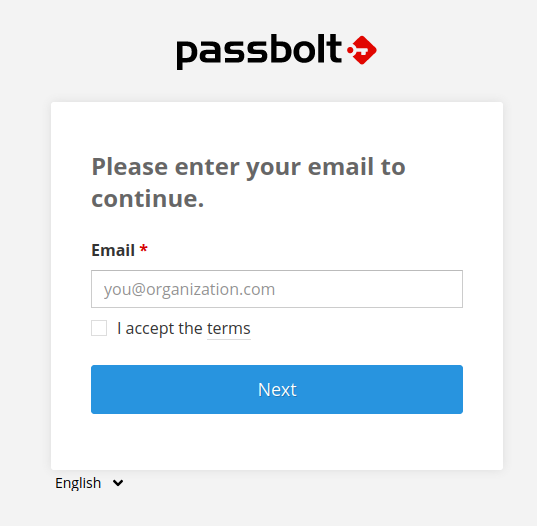 passbolt
Please enter your email to
continue.
Email *
you@organization.com
I accept the terms
Next
English